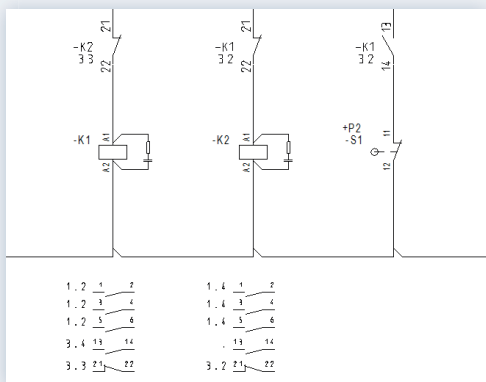 21 21 13
-K2 -K1 -K1
33 32 32
22 22 14
+P2
A1 A1 11
-K1 -K2 -S1
A2 A2 12
1.2 1 2 1.4 1 2
1.2 3 4 1.4 3 4
1.2 5 6 1.4 5 6
3.4 13 14 . 13 14
3.3 21 22 3.2 21 22